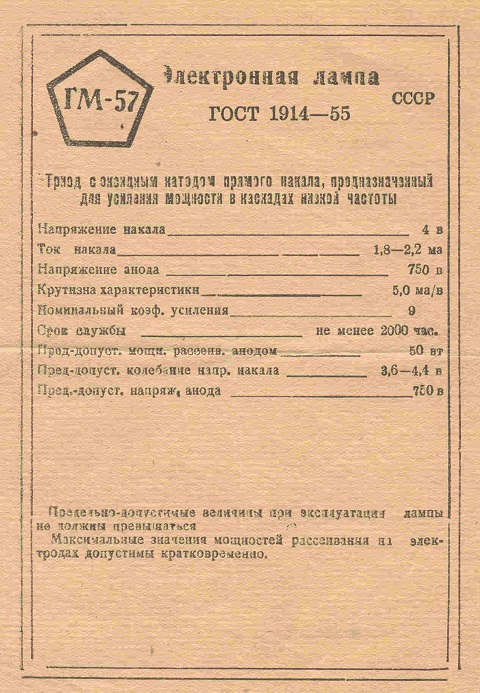 ГМ-57
Электронная лампа
СССР
ГОСТ 1914—55
Триод с оксидным катодом прямого накала, предназначенный
для усиления мощности в каскадах низкой частоты
Напряжение накала 4 в
Ток накала 1,8—2,2 ма
Напряжение анода 750 в
Крутизна характеристики 5,0 ма/в
Номинальный коэф. усиления 9
Срок службы не менее 2000 час.
Пред-допуст. мощн. рассеив. анодом 50 вт
Пред-допуст. колебание напр. накала 3,6—4,4 в
Пред.-допуст. напряж. анода 750 в
Предельно-допустимые величины при эксплуатации лампы
не должны превышаться
Максимальные значения мощностей рассеивания на элек-
тродах допустимы кратковременно.